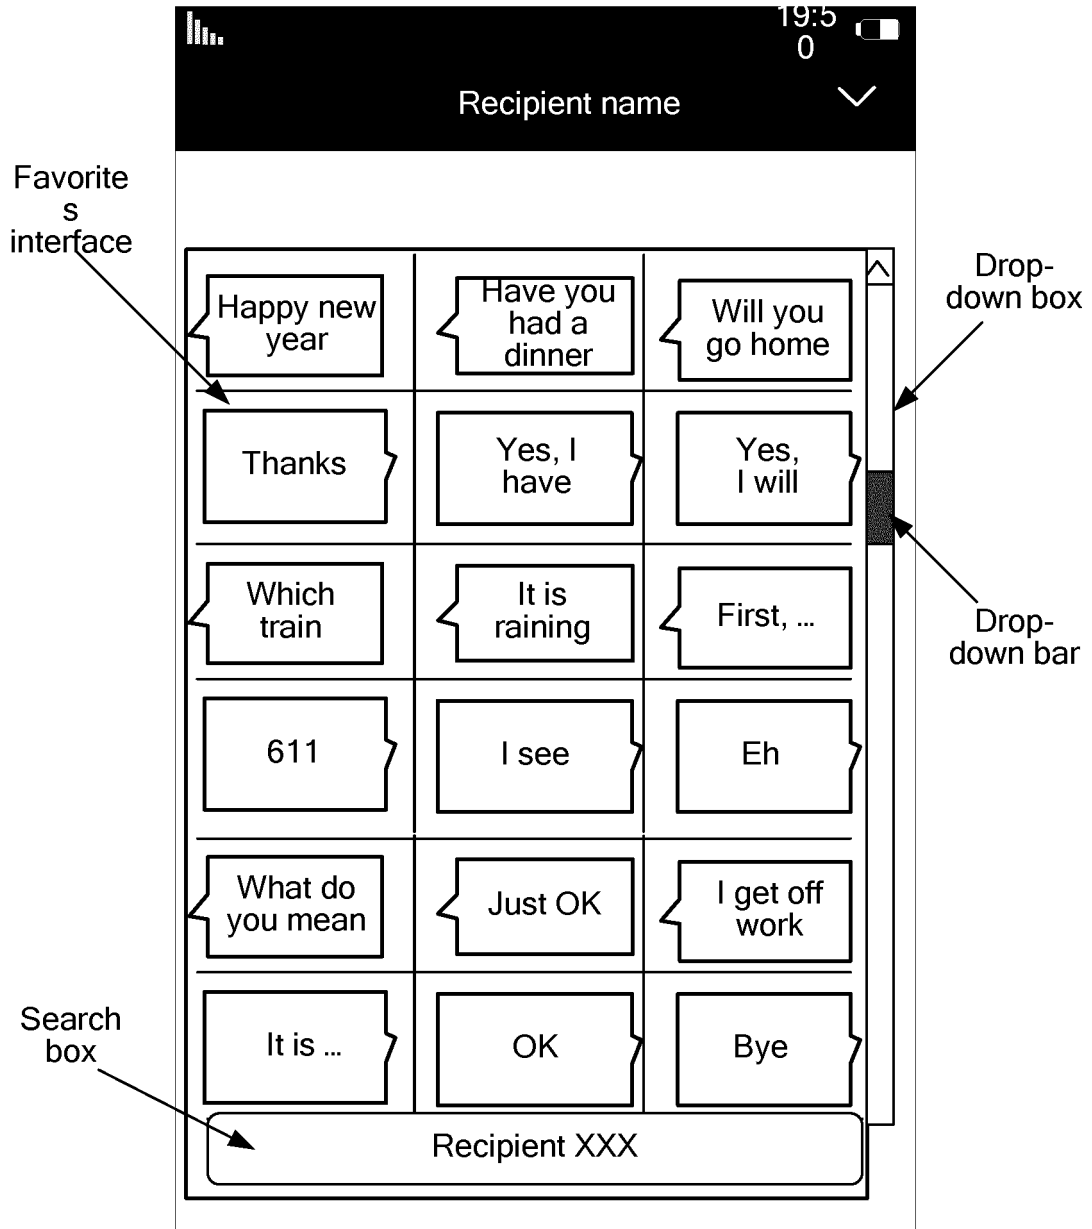 19:5
0
Recipient name
Favorite
s
interface
Drop-
down box
Happy new
year
Have you
had a
dinner
Will you
go home
Thanks
Yes, I
have
Yes,
I will
Which
train
It is
raining
First, ...
Drop-
down bar
611
I see
Eh
What do
you mean
Just OK
I get off
work
Search
box
It is ...
OK
Bye
Recipient XXX